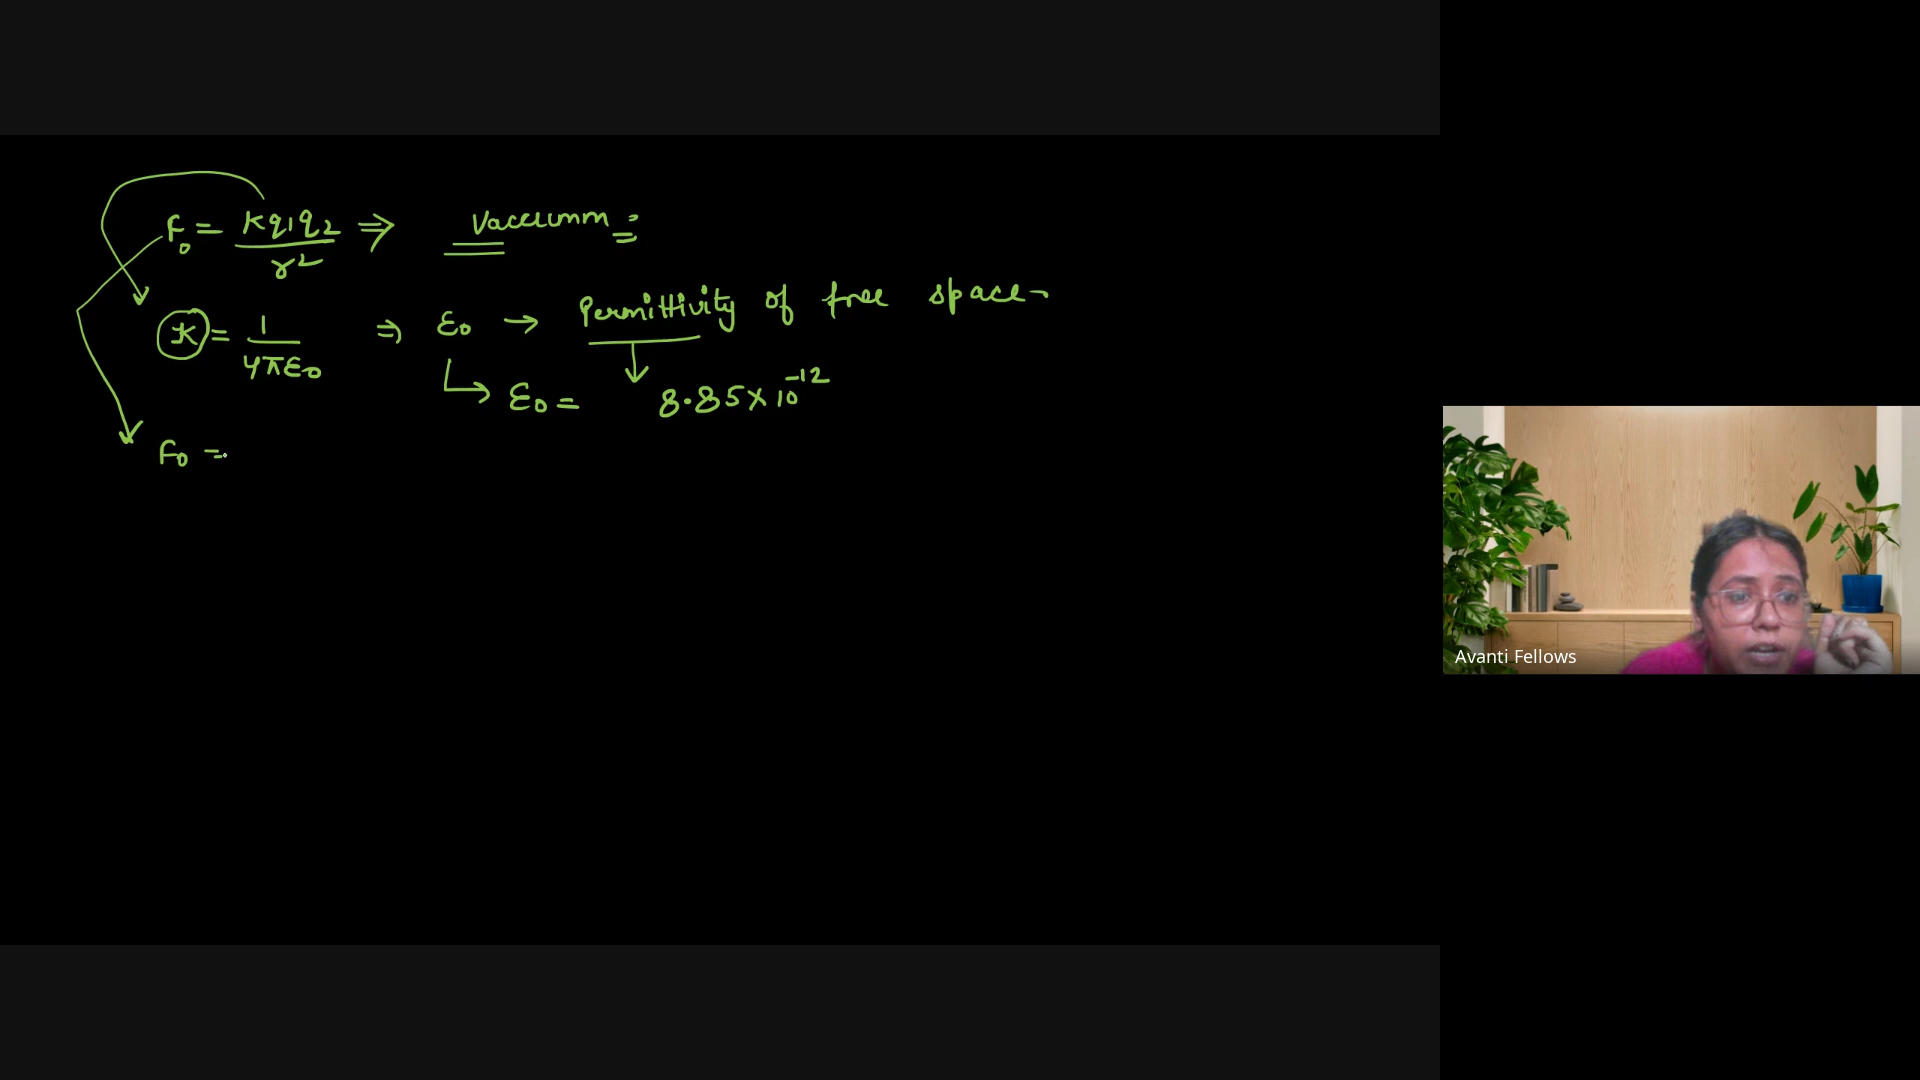 F₀ = Kq₁q₂/r² ⇒ Vaccumm =
K = 1/4πε₀ ⇒ ε₀ → Permittivity of free space
↳ ε₀ = 8.85×10⁻¹²
F₀ =
Avanti Fellows